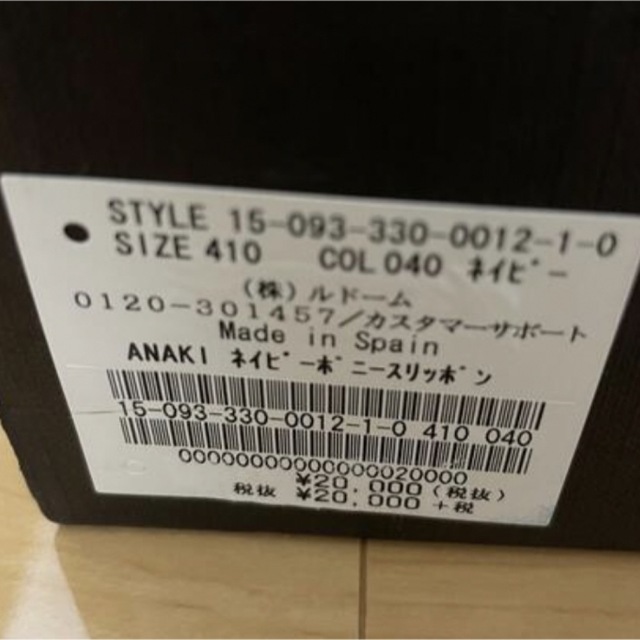 STYLE 15-093-330-0012-1-0
SIZE 410 COL 040 ネイビー
(株)ルドーム
0120-301457/カスタマーサポート
Made in Spain
ANAKI ネイビーポニースリッポン
15-093-330-0012-1-0 410 040
0000000000000000020000
¥20,000(税抜)
税抜 ¥20,000 +税